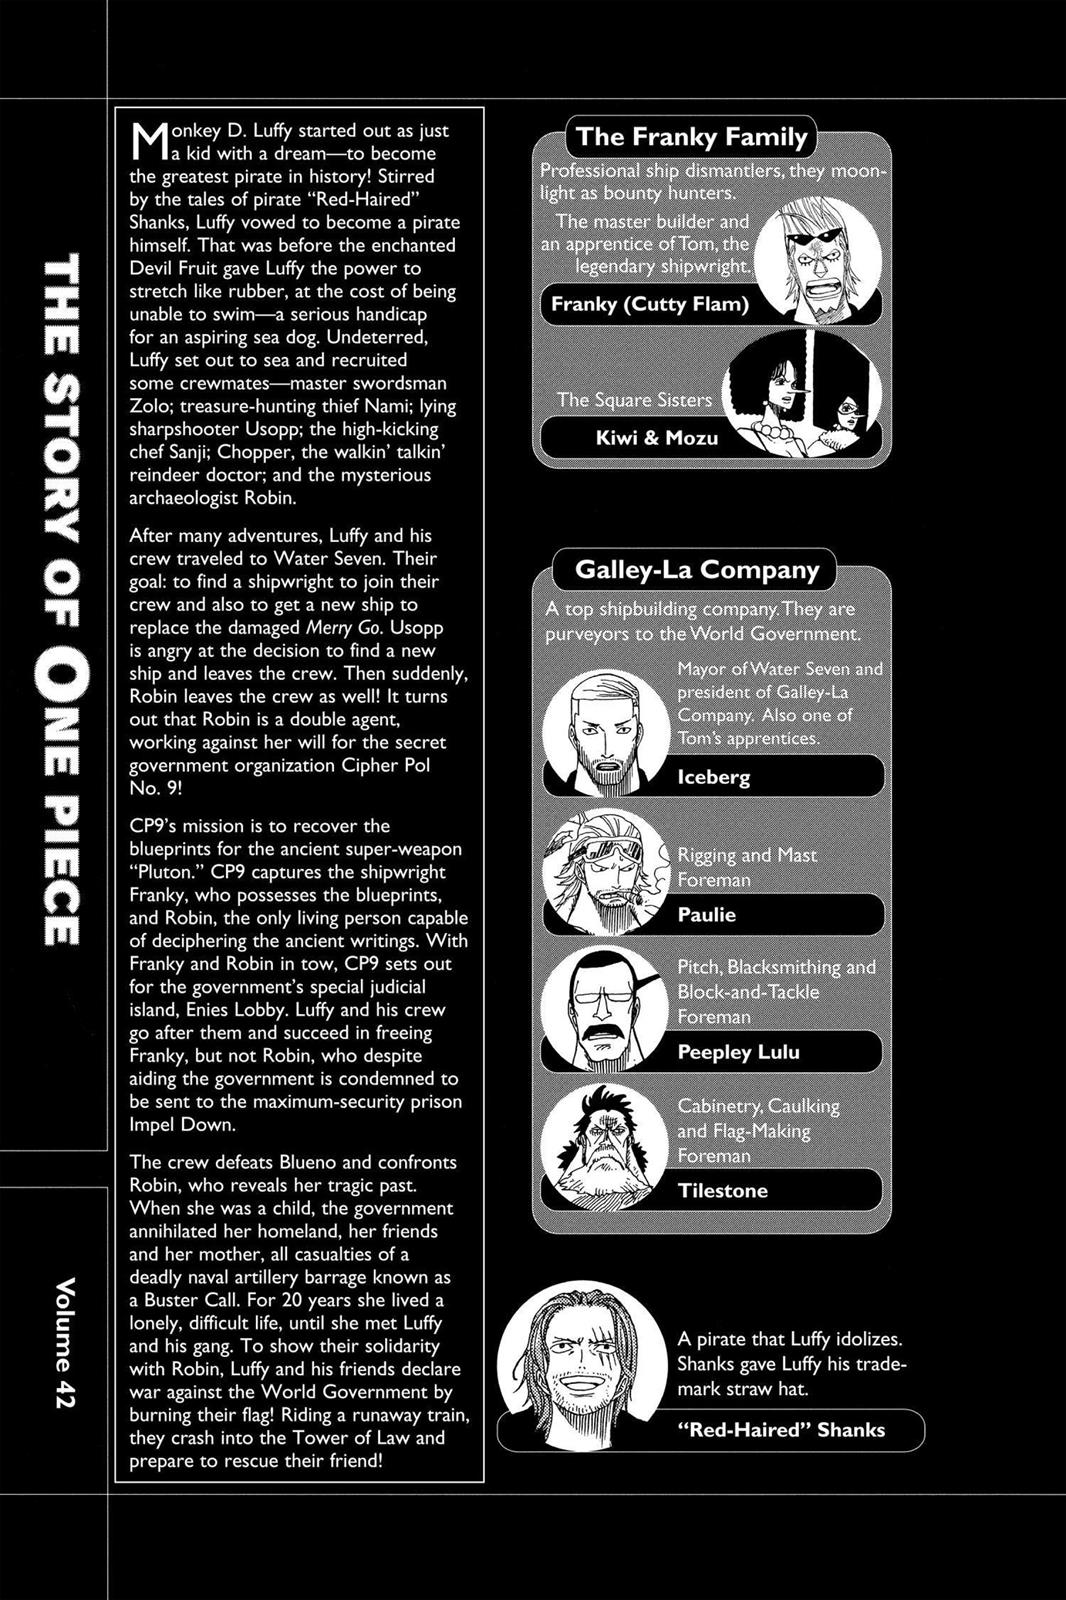 THE STORY OF ONE PIECE
Volume 42
Monkey D. Luffy started out as just
a kid with a dream—to become
the greatest pirate in history! Stirred
by the tales of pirate “Red-Haired”
Shanks, Luffy vowed to become a pirate
himself. That was before the enchanted
Devil Fruit gave Luffy the power to
stretch like rubber, at the cost of being
unable to swim—a serious handicap
for an aspiring sea dog. Undeterred,
Luffy set out to sea and recruited
some crewmates—master swordsman
Zolo; treasure-hunting thief Nami; lying
sharpshooter Usopp; the high-kicking
chef Sanji; Chopper, the walkin’ talkin’
reindeer doctor; and the mysterious
archaeologist Robin.
After many adventures, Luffy and his
crew traveled to Water Seven. Their
goal: to find a shipwright to join their
crew and also to get a new ship to
replace the damaged Merry Go. Usopp
is angry at the decision to find a new
ship and leaves the crew. Then suddenly,
Robin leaves the crew as well! It turns
out that Robin is a double agent,
working against her will for the secret
government organization Cipher Pol
No. 9!
CP9’s mission is to recover the
blueprints for the ancient super-weapon
“Pluton.” CP9 captures the shipwright
Franky, who possesses the blueprints,
and Robin, the only living person capable
of deciphering the ancient writings. With
Franky and Robin in tow, CP9 sets out
for the government’s special judicial
island, Enies Lobby. Luffy and his crew
go after them and succeed in freeing
Franky, but not Robin, who despite
aiding the government is condemned to
be sent to the maximum-security prison
Impel Down.
The crew defeats Blueno and confronts
Robin, who reveals her tragic past.
When she was a child, the government
annihilated her homeland, her friends
and her mother, all casualties of a
deadly naval artillery barrage known as
a Buster Call. For 20 years she lived a
lonely, difficult life, until she met Luffy
and his gang. To show their solidarity
with Robin, Luffy and his friends declare
war against the World Government by
burning their flag! Riding a runaway train,
they crash into the Tower of Law and
prepare to rescue their friend!
The Franky Family
Professional ship dismantlers, they moon-
light as bounty hunters.
The master builder and
an apprentice of Tom, the
legendary shipwright.
Franky (Cutty Flam)
The Square Sisters
Kiwi & Mozu
Galley-La Company
A top shipbuilding company. They are
purveyors to the World Government.
Mayor of Water Seven and
president of Galley-La
Company. Also one of
Tom’s apprentices.
Iceberg
Rigging and Mast
Foreman
Paulie
Pitch, Blacksmithing and
Block-and-Tackle
Foreman
Peepley Lulu
Cabinetry, Caulking
and Flag-Making
Foreman
Tilestone
A pirate that Luffy idolizes.
Shanks gave Luffy his trade-
mark straw hat.
“Red-Haired” Shanks